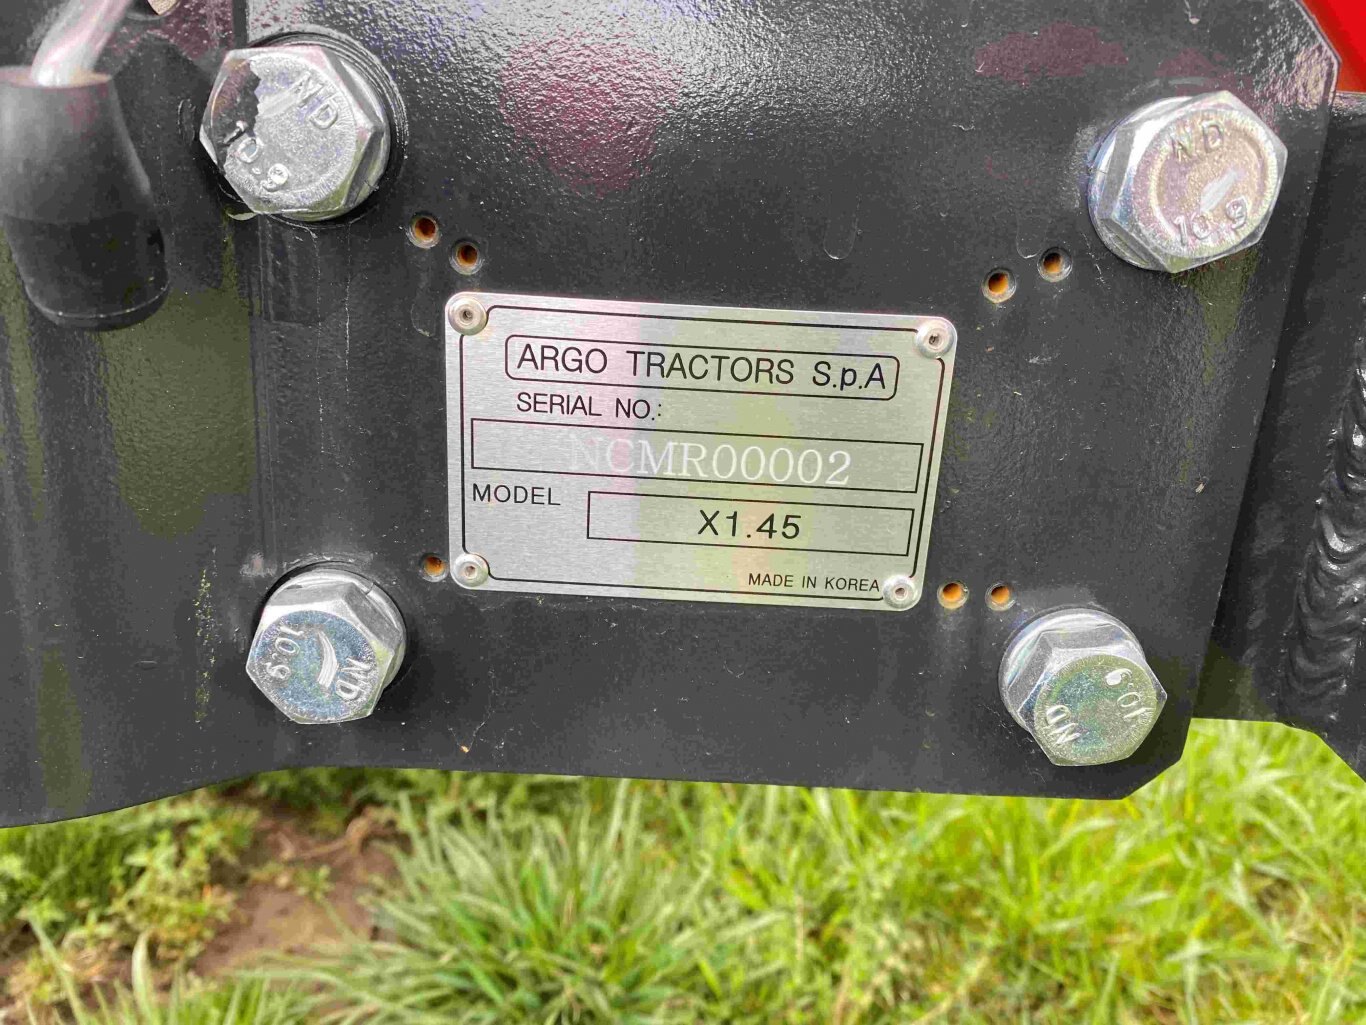 ND
10.9
ND
10.9
ARGO TRACTORS S.p.A
SERIAL NO.:
NCMR00002
MODEL
X1.45
MADE IN KOREA
10.9
ND
10.9
ND